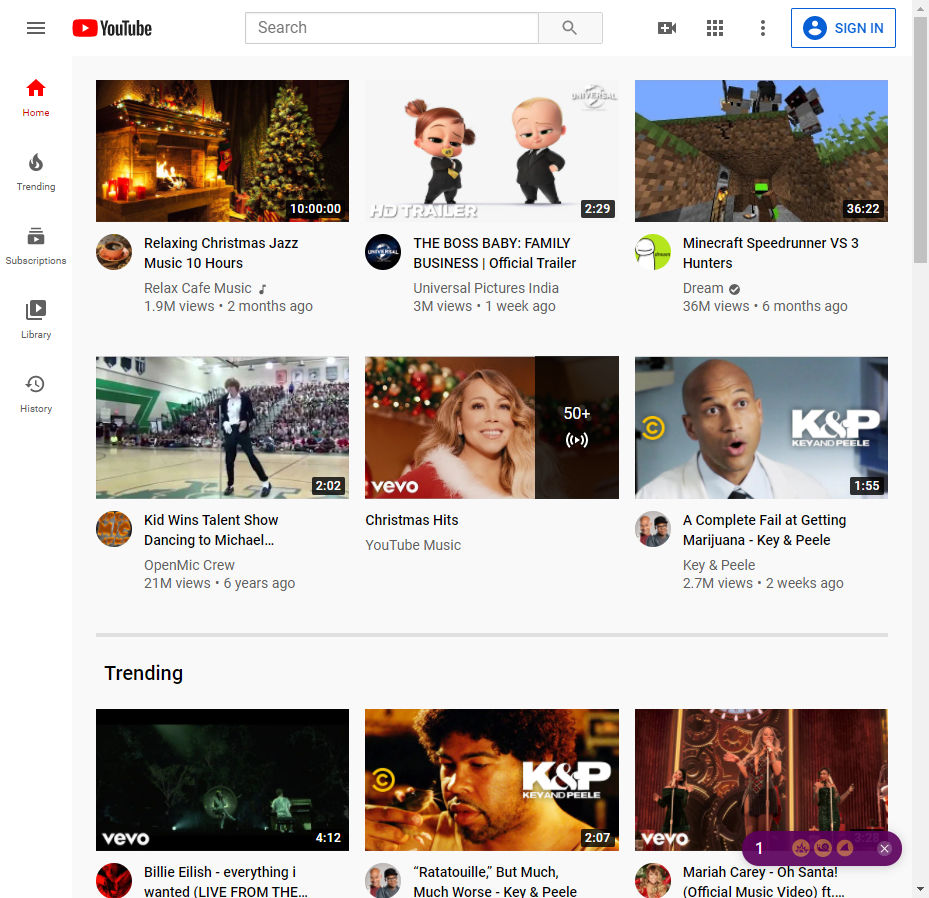 YouTube
Search
SIGN IN
Home
Trending
Subscriptions
Library
History
10:00:00
Relaxing Christmas Jazz
Music 10 Hours
Relax Cafe Music
1.9M views • 2 months ago
UNIVERSAL
HD TRAILER
2:29
UNIVERSAL
THE BOSS BABY: FAMILY
BUSINESS | Official Trailer
Universal Pictures India
3M views • 1 week ago
36:22
dream
Minecraft Speedrunner VS 3
Hunters
Dream
36M views • 6 months ago
2:02
Kid Wins Talent Show
Dancing to Michael…
OpenMic Crew
21M views • 6 years ago
vevo
50+
Christmas Hits
YouTube Music
K&P
KEY AND PEELE
1:55
A Complete Fail at Getting
Marijuana - Key & Peele
Key & Peele
2.7M views • 2 weeks ago
Trending
vevo
4:12
Billie Eilish - everything i
wanted (LIVE FROM THE…
K&P
KEY AND PEELE
2:07
“Ratatouille,” But Much,
Much Worse - Key & Peele
vevo
3:28
1
Mariah Carey - Oh Santa!
(Official Music Video) ft.…